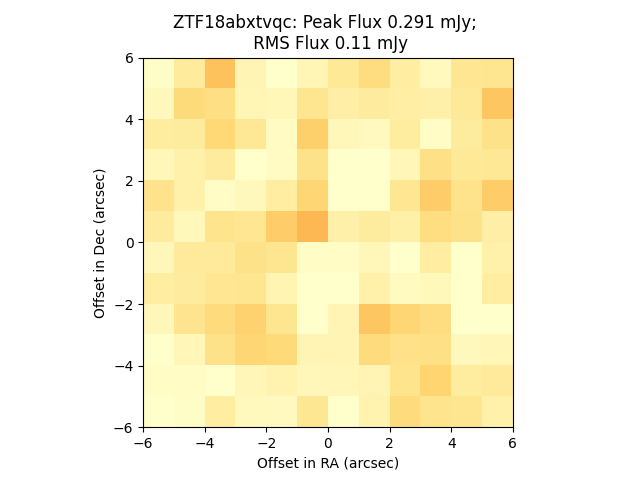 ZTF18abxtvqc: Peak Flux 0.291 mJy;
RMS Flux 0.11 mJy
6
4
2
0
−2
−4
−6
Offset in Dec (arcsec)
−6 −4 −2 0 2 4 6
Offset in RA (arcsec)